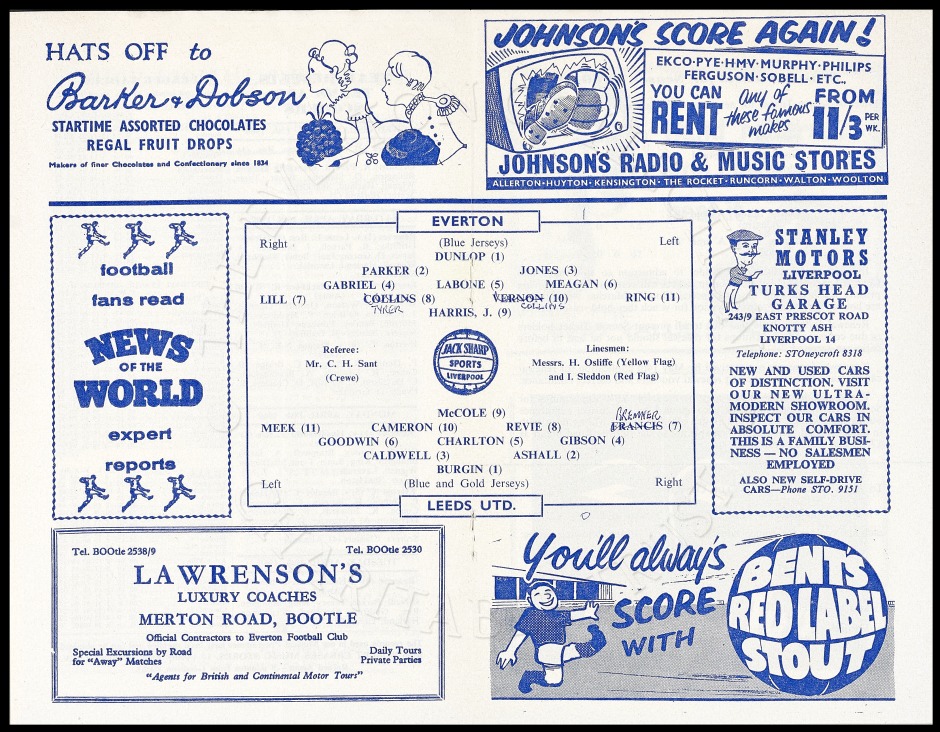 HATS OFF to
Barker & Dobson
STARTIME ASSORTED CHOCOLATES
REGAL FRUIT DROPS
Makers of finer Chocolates and Confectionery since 1834
JOHNSON'S SCORE AGAIN!
EKCO·PYE·HMV·MURPHY·PHILIPS
FERGUSON·SOBELL·ETC.,
YOU CAN RENT
any of these famous makes
FROM 11/3 PER WK.
JOHNSON'S RADIO & MUSIC STORES
ALLERTON·HUYTON·KENSINGTON·THE ROCKET·RUNCORN·WALTON·WOOLTON
football
fans read
NEWS
OF THE
WORLD
expert
reports
EVERTON
Right (Blue Jerseys) Left
DUNLOP (1)
PARKER (2) JONES (3)
GABRIEL (4) LABONE (5) MEAGAN (6)
LILL (7) COLLINS (8) VERNON (10) RING (11)
TYRER COLLINS
HARRIS, J. (9)
Referee:
Mr. C. H. Sant
(Crewe)
JACK SHARP
SPORTS
LIVERPOOL
Linesmen:
Messrs. H. Osliffe (Yellow Flag)
and I. Sleddon (Red Flag)
McCOLE (9)
BREMNER
MEEK (11) CAMERON (10) REVIE (8) FRANCIS (7)
GOODWIN (6) CHARLTON (5) GIBSON (4)
CALDWELL (3) ASHALL (2)
BURGIN (1)
Left (Blue and Gold Jerseys) Right
LEEDS UTD.
STANLEY
MOTORS
LIVERPOOL
TURKS HEAD
GARAGE
243/9 EAST PRESCOT ROAD
KNOTTY ASH
LIVERPOOL 14
Telephone: STOneycroft 8318
NEW AND USED CARS
OF DISTINCTION. VISIT
OUR NEW ULTRA-
MODERN SHOWROOM.
INSPECT OUR CARS IN
ABSOLUTE COMFORT.
THIS IS A FAMILY BUSI-
NESS — NO SALESMEN
EMPLOYED
ALSO NEW SELF-DRIVE
CARS—Phone STO. 9151
Tel. BOOtle 2538/9 Tel. BOOtle 2530
LAWRENSON'S
LUXURY COACHES
MERTON ROAD, BOOTLE
Official Contractors to Everton Football Club
Special Excursions by Road
for "Away" Matches
Daily Tours
Private Parties
"Agents for British and Continental Motor Tours"
You'll always
SCORE
WITH
BENT'S
RED LABEL
STOUT